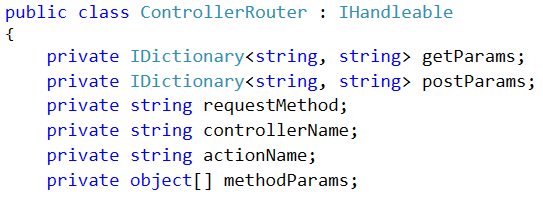 public class ControllerRouter : IHandleable
{
    private IDictionary<string, string> getParams;
    private IDictionary<string, string> postParams;
    private string requestMethod;
    private string controllerName;
    private string actionName;
    private object[] methodParams;